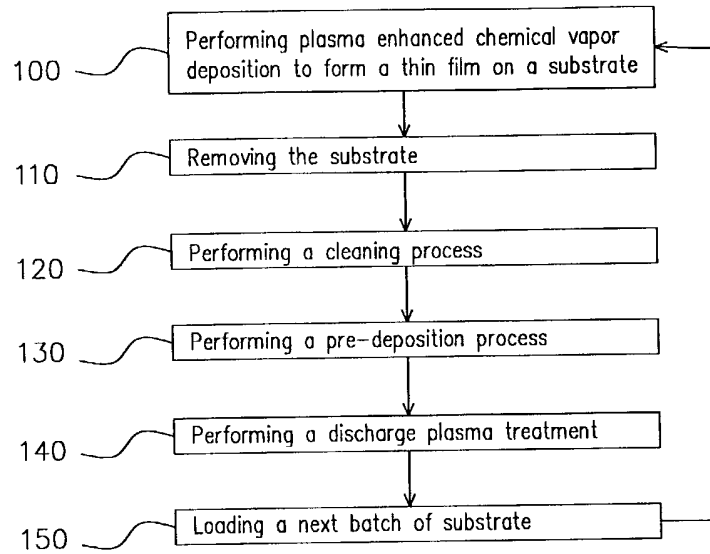 100
Performing plasma enhanced chemical vapor
deposition to form a thin film on a substrate
110
Removing the substrate
120
Performing a cleaning process
130
Performing a pre-deposition process
140
Performing a discharge plasma treatment
150
Loading a next batch of substrate